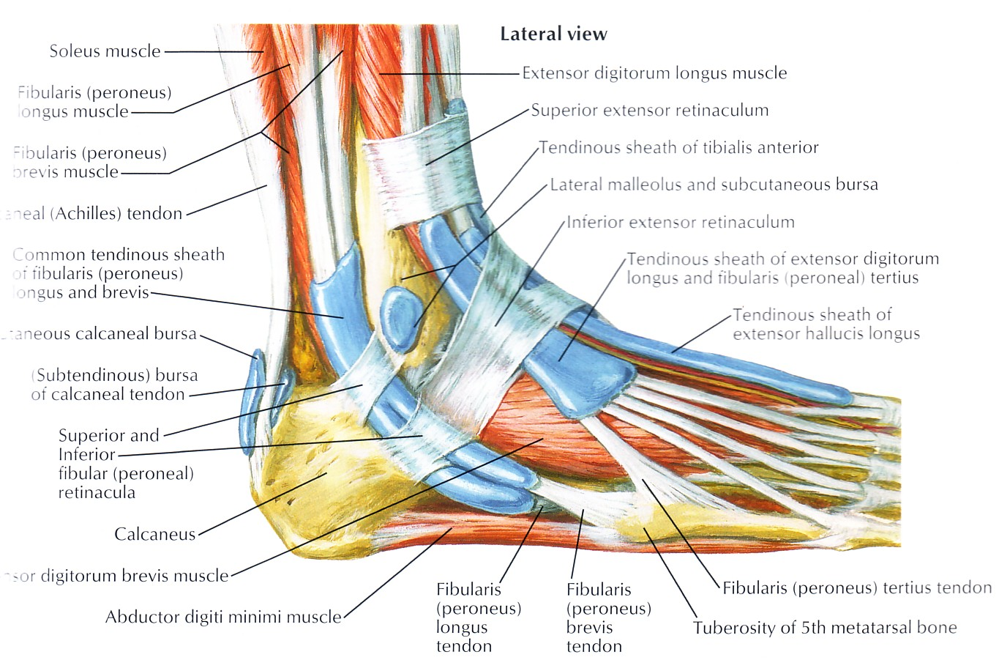 Lateral view
Soleus muscle
Fibularis (peroneus)
longus muscle
Fibularis (peroneus)
brevis muscle
aneal (Achilles) tendon
Common tendinous sheath
of fibularis (peroneus)
longus and brevis
taneous calcaneal bursa
(Subtendinous) bursa
of calcaneal tendon
Superior and
Inferior
fibular (peroneal)
retinacula
Calcaneus
nsor digitorum brevis muscle
Abductor digiti minimi muscle
Extensor digitorum longus muscle
Superior extensor retinaculum
Tendinous sheath of tibialis anterior
Lateral malleolus and subcutaneous bursa
Inferior extensor retinaculum
Tendinous sheath of extensor digitorum
longus and fibularis (peroneal) tertius
Tendinous sheath of
extensor hallucis longus
Fibularis
(peroneus)
longus
tendon
Fibularis
(peroneus)
brevis
tendon
Fibularis (peroneus) tertius tendon
Tuberosity of 5th metatarsal bone